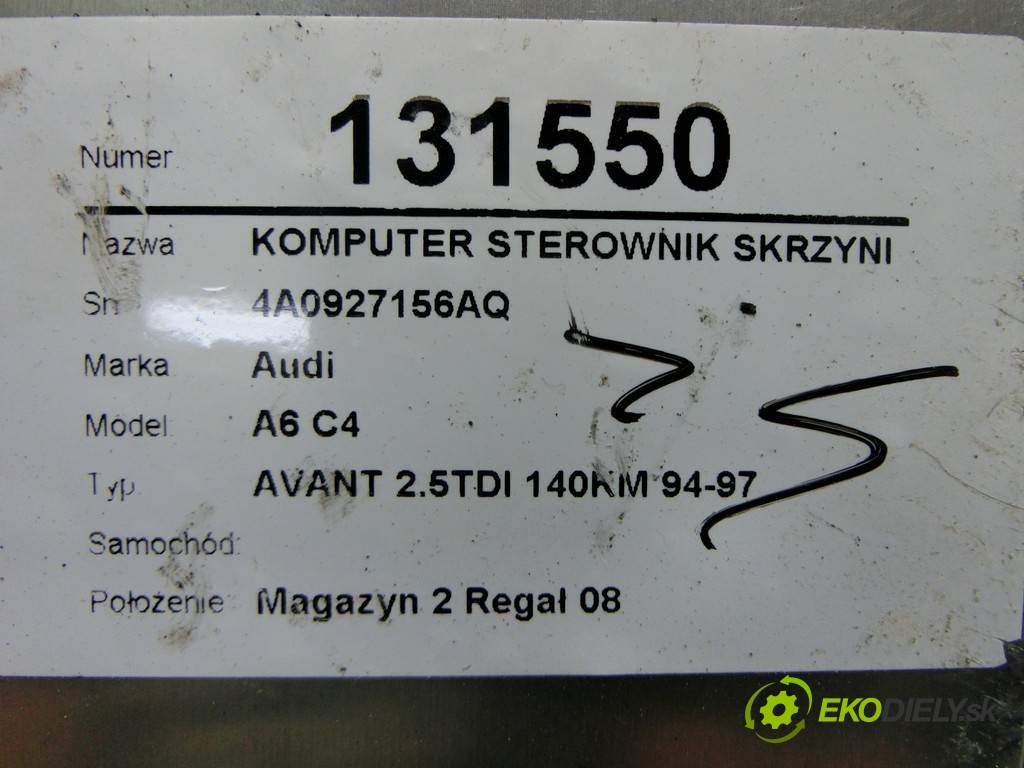 Numer 131550
Nazwa KOMPUTER STEROWNIK SKRZYNI
Sn 4A0927156AQ
Marka Audi
Model A6 C4
Typ AVANT 2.5TDI 140KM 94-97
Samochód:
Położenie Magazyn 2 Regał 08
EKODIELY.sk